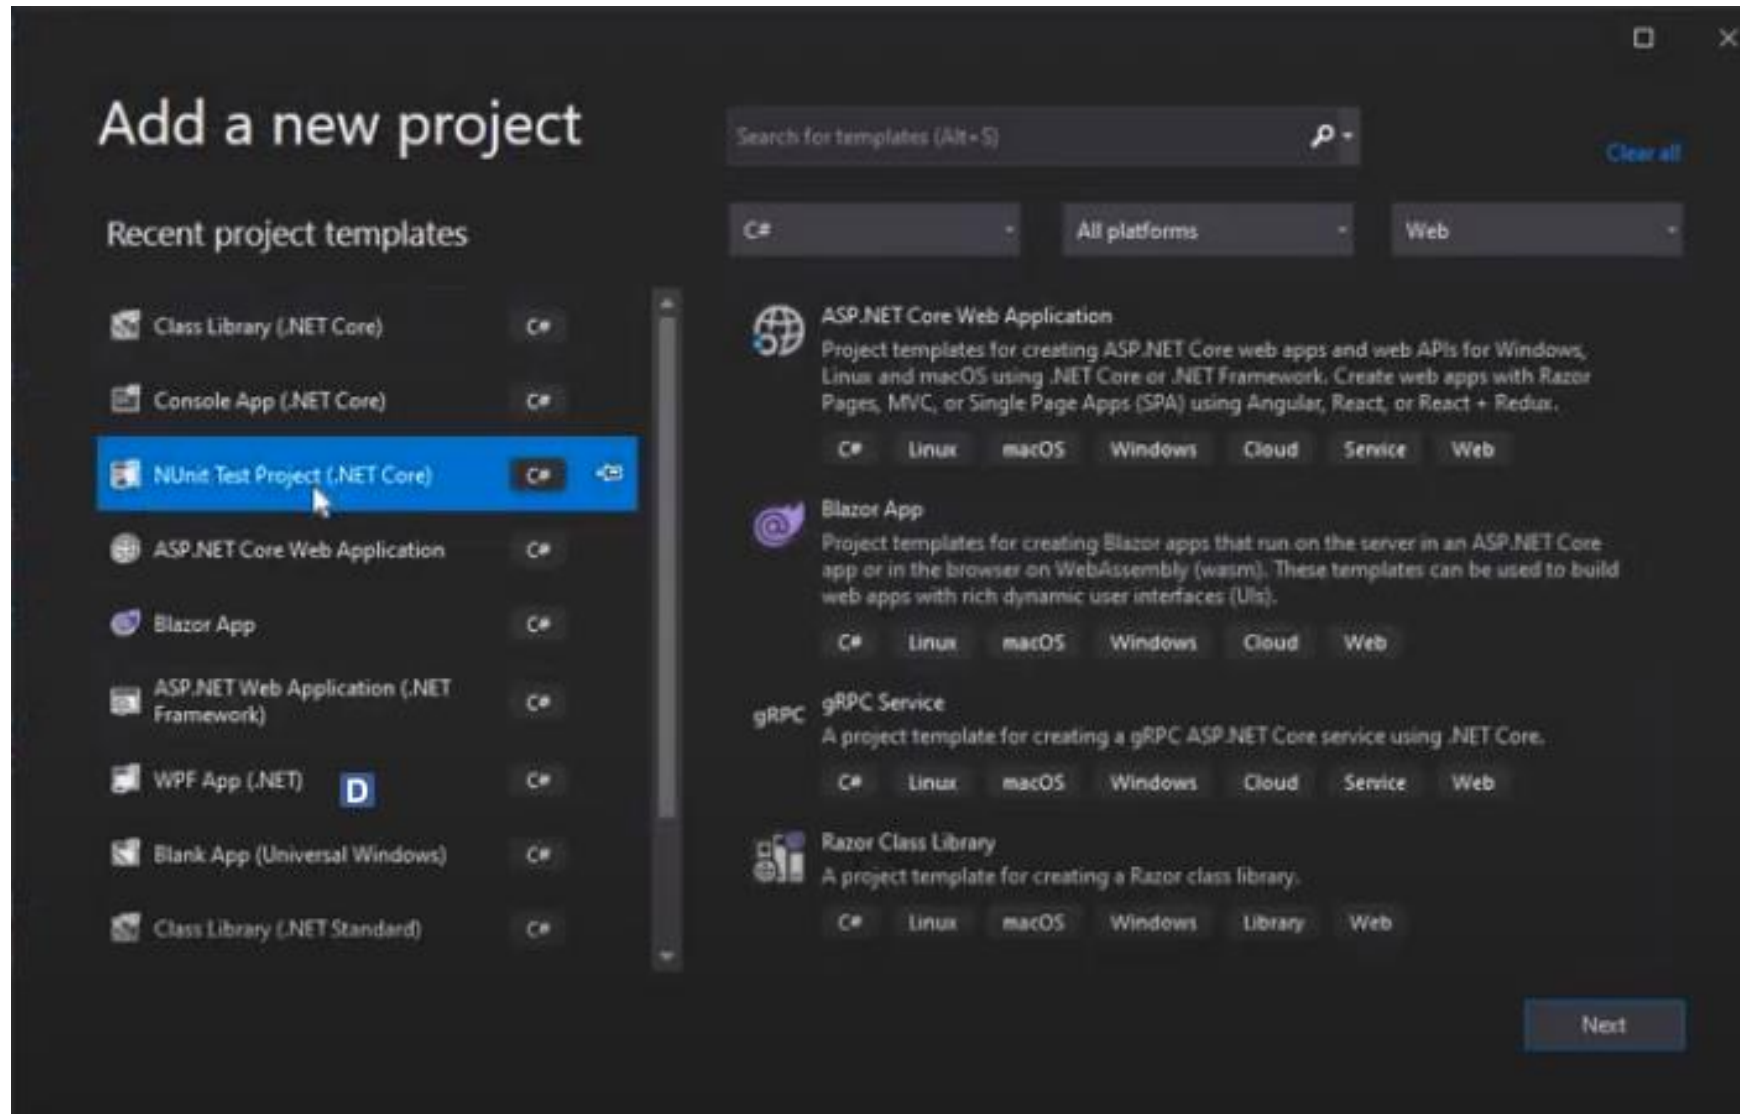 Add a new project
Search for templates (Alt+S)
Clear all
Recent project templates
C#
All platforms
Web
Class Library (.NET Core)
C#
Console App (.NET Core)
C#
NUnit Test Project (.NET Core)
C#
ASP.NET Core Web Application
C#
Blazor App
C#
ASP.NET Web Application (.NET
Framework)
C#
WPF App (.NET)
D
C#
Blank App (Universal Windows)
C#
Class Library (.NET Standard)
C#
ASP.NET Core Web Application
Project templates for creating ASP.NET Core web apps and web APIs for Windows,
Linux and macOS using .NET Core or .NET Framework. Create web apps with Razor
Pages, MVC, or Single Page Apps (SPA) using Angular, React, or React + Redux.
C# Linux macOS Windows Cloud Service Web
Blazor App
Project templates for creating Blazor apps that run on the server in an ASP.NET Core
app or in the browser on WebAssembly (wasm). These templates can be used to build
web apps with rich dynamic user interfaces (UIs).
C# Linux macOS Windows Cloud Web
gRPC
gRPC Service
A project template for creating a gRPC ASP.NET Core service using .NET Core.
C# Linux macOS Windows Cloud Service Web
Razor Class Library
A project template for creating a Razor class library.
C# Linux macOS Windows Library Web
Next